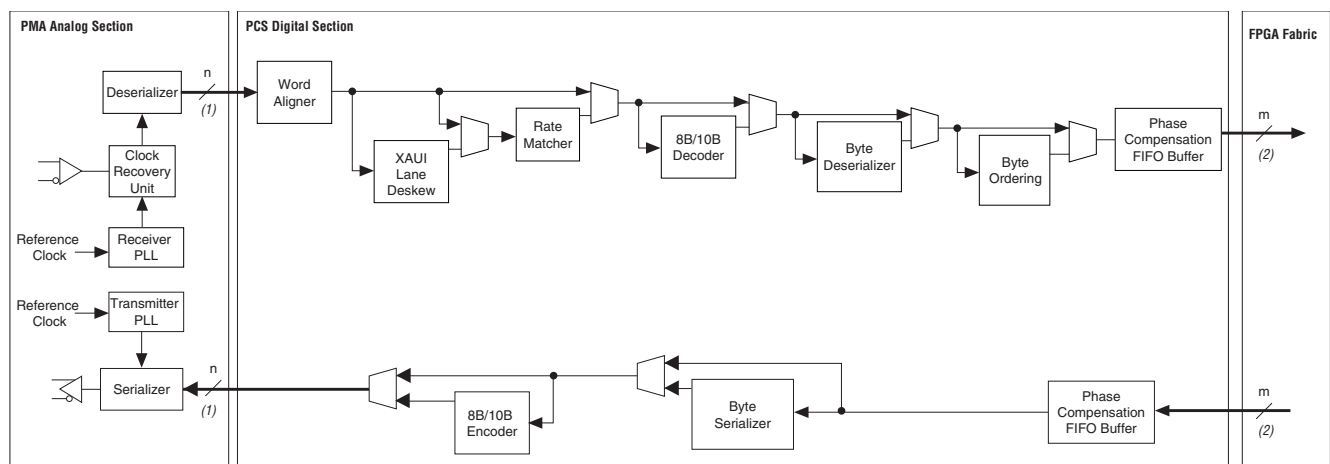 PMA Analog Section
PCS Digital Section
FPGA Fabric
Deserializer
n
(1)
Word
Aligner
XAUI
Lane
Deskew
Rate
Matcher
8B/10B
Decoder
Byte
Deserializer
Byte
Ordering
Phase
Compensation
FIFO Buffer
m
(2)
Clock
Recovery
Unit
Reference
Clock
Receiver
PLL
Reference
Clock
Transmitter
PLL
Serializer
n
(1)
8B/10B
Encoder
Byte
Serializer
Phase
Compensation
FIFO Buffer
m
(2)